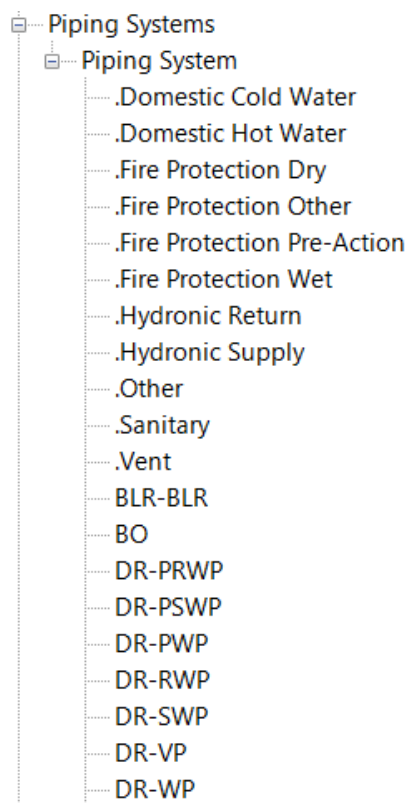 Piping Systems
Piping System
.Domestic Cold Water
.Domestic Hot Water
.Fire Protection Dry
.Fire Protection Other
.Fire Protection Pre-Action
.Fire Protection Wet
.Hydronic Return
.Hydronic Supply
.Other
.Sanitary
.Vent
BLR-BLR
BO
DR-PRWP
DR-PSWP
DR-PWP
DR-RWP
DR-SWP
DR-VP
DR-WP